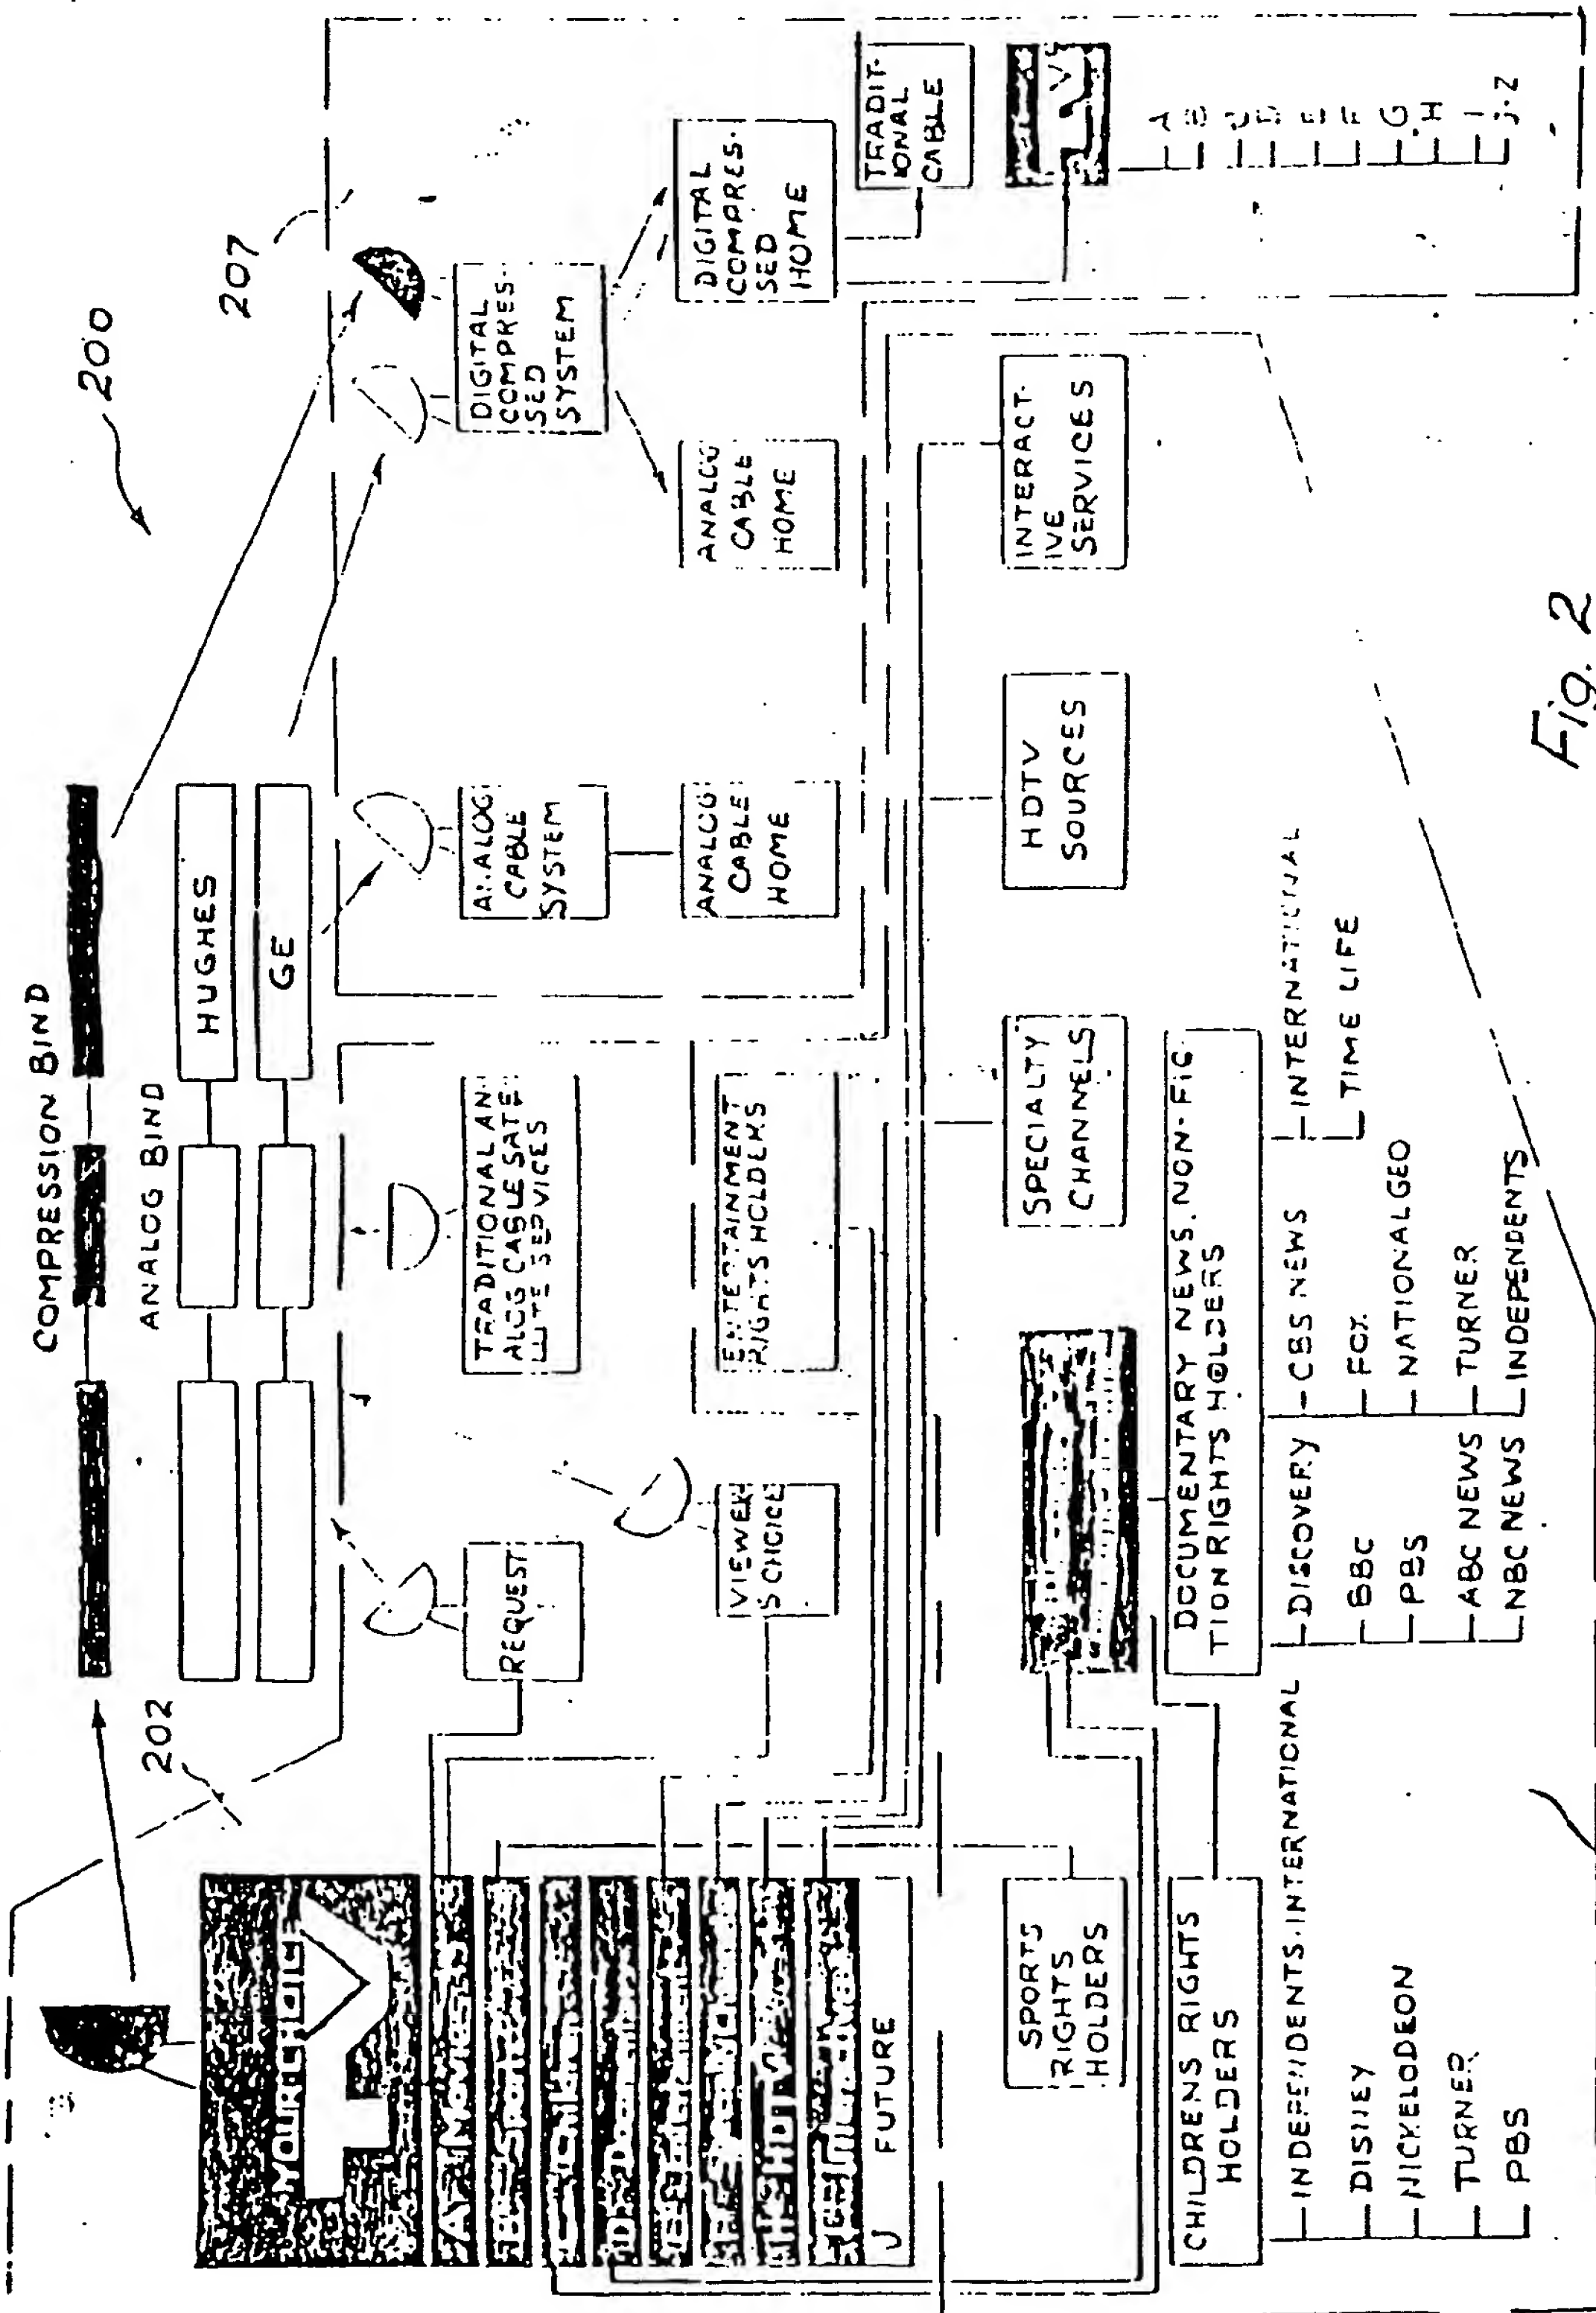 200
207
202
COMPRESSION BIND
ANALOG BIND
HUGHES
GE
YOUR CHOICE
J FUTURE
REQUEST
VIEWER
S CHOICE
TRADITIONAL AN
ALOG CABLE SATE
LLITE SERVICES
ENTERTAINMENT
RIGHTS HOLDERS
ANALOG
CABLE
SYSTEM
ANALOG
CABLE
HOME
DIGITAL
COMPRES-
SED
SYSTEM
ANALOG
CABLE
HOME
DIGITAL
COMPRES-
SED
HOME
TRADIT-
IONAL
CABLE
A
B
C
D
E
F
G
H
I
J-Z
SPORTS
RIGHTS
HOLDERS
SPECIALTY
CHANNELS
HDTV
SOURCES
INTERACT-
IVE
SERVICES
CHILDRENS RIGHTS
HOLDERS
INDEPENDENTS, INTERNATIONAL
DISNEY
NICKELODEON
TURNER
PBS
DOCUMENTARY NEWS, NON-FIC
TION RIGHTS HOLDERS
DISCOVERY
BBC
PBS
ABC NEWS
NBC NEWS
CBS NEWS
FOX
NATIONAL GEO
TURNER
INDEPENDENTS
INTERNATIONAL
TIME LIFE
Fig. 2